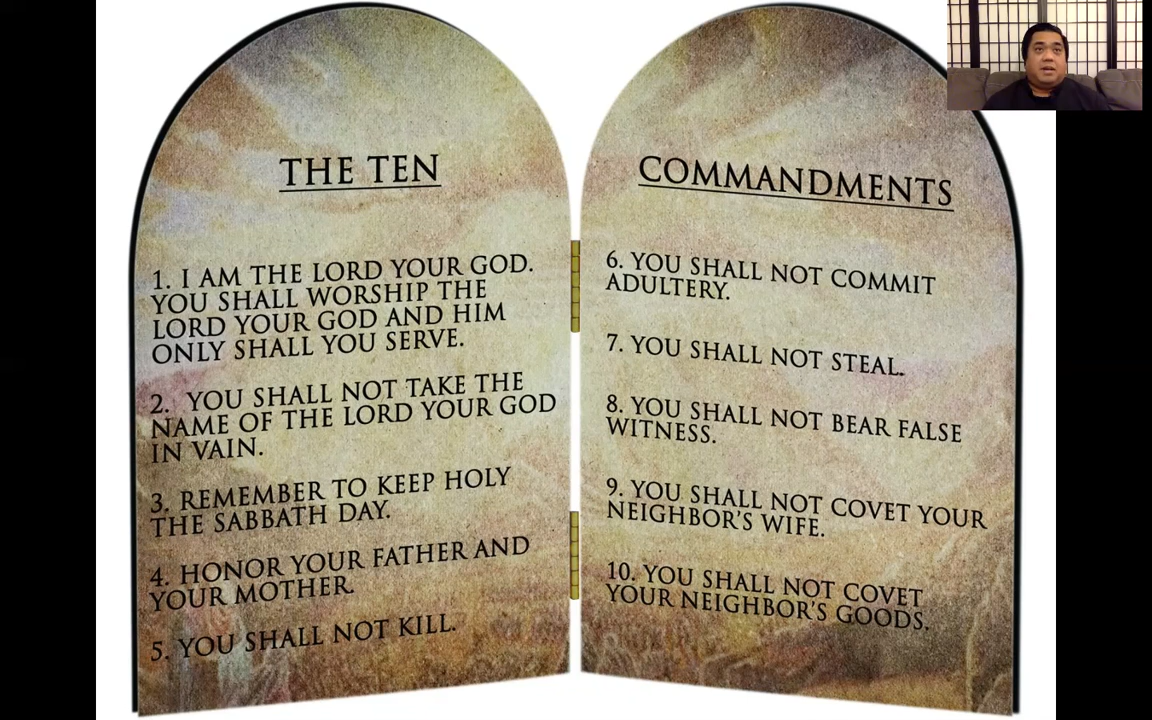 THE TEN
1. I AM THE LORD YOUR GOD.
YOU SHALL WORSHIP THE
LORD YOUR GOD AND HIM
ONLY SHALL YOU SERVE.
2. YOU SHALL NOT TAKE THE
NAME OF THE LORD YOUR GOD
IN VAIN.
3. REMEMBER TO KEEP HOLY
THE SABBATH DAY.
4. HONOR YOUR FATHER AND
YOUR MOTHER.
5. YOU SHALL NOT KILL.
COMMANDMENTS
6. YOU SHALL NOT COMMIT
ADULTERY.
7. YOU SHALL NOT STEAL.
8. YOU SHALL NOT BEAR FALSE
WITNESS.
9. YOU SHALL NOT COVET YOUR
NEIGHBOR'S WIFE.
10. YOU SHALL NOT COVET
YOUR NEIGHBOR'S GOODS.